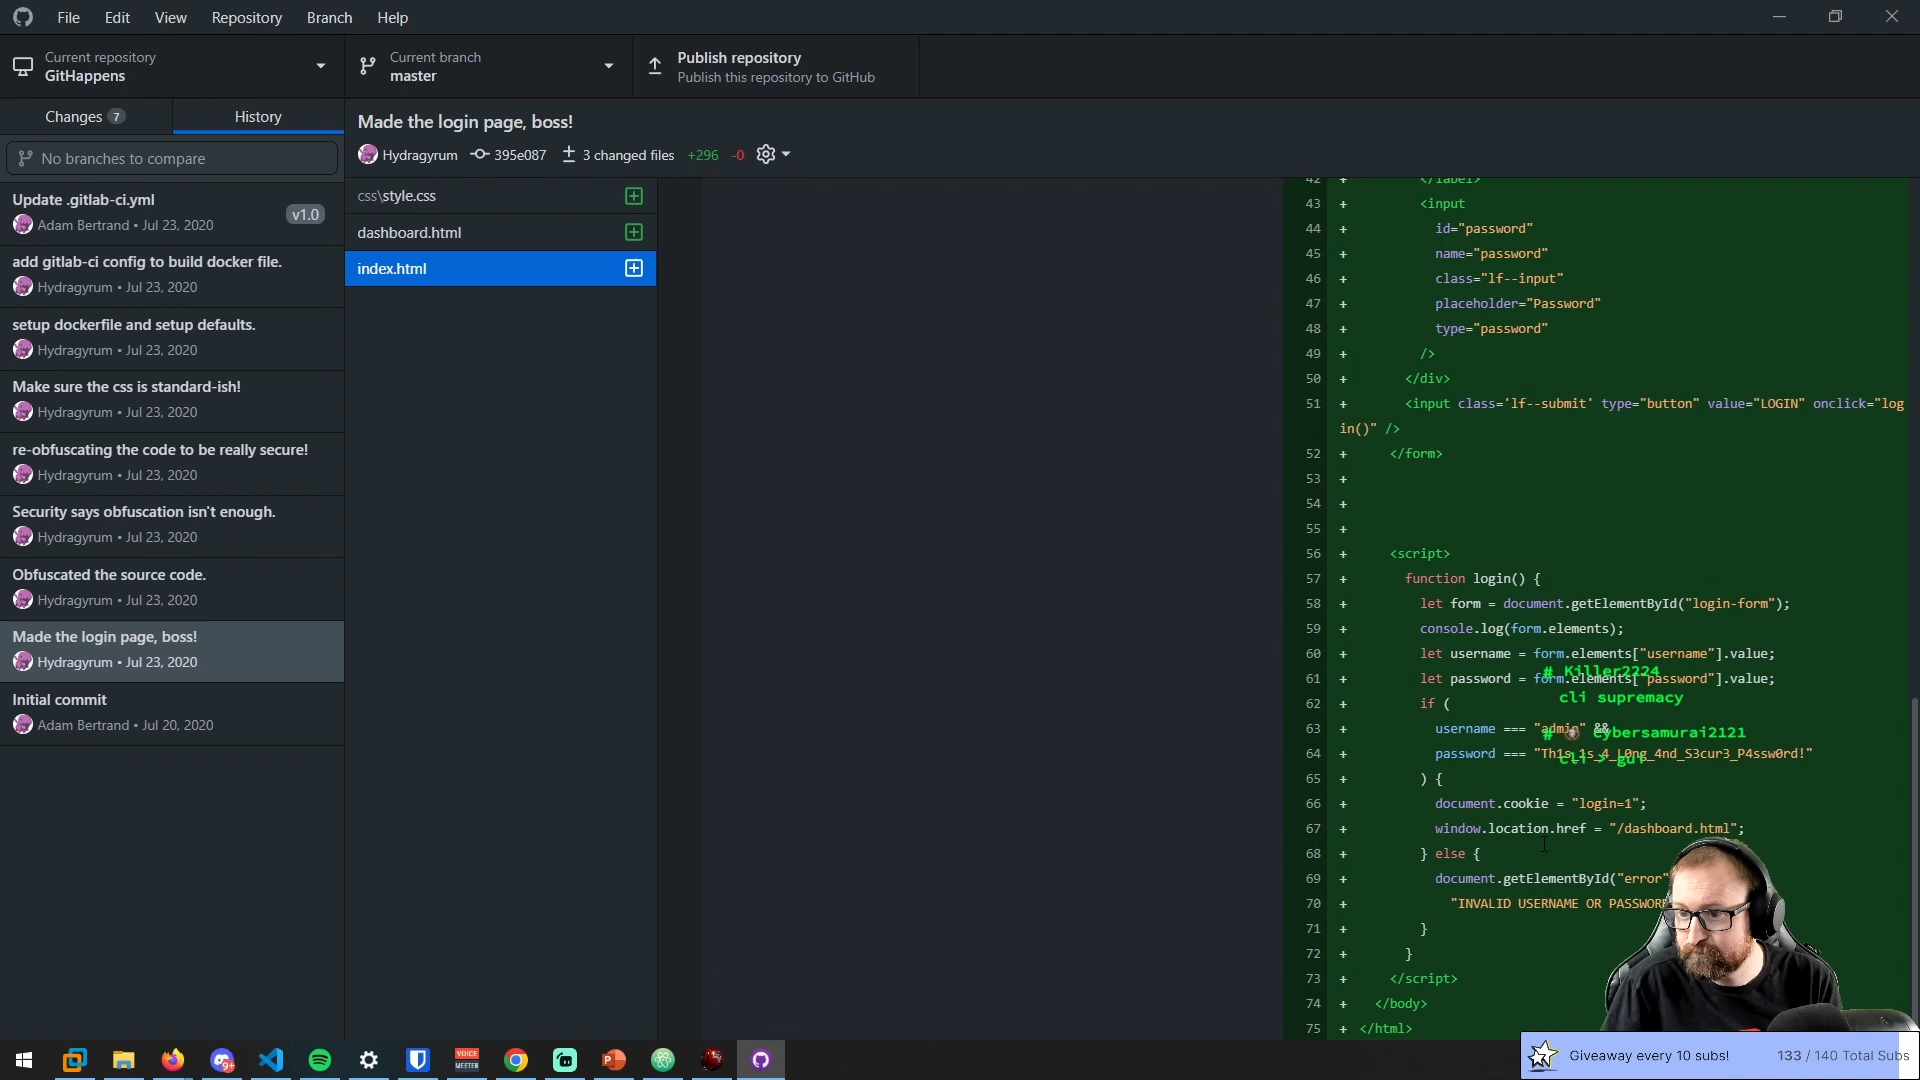 File Edit View Repository Branch Help
Current repository
GitHappens
Current branch
master
Publish repository
Publish this repository to GitHub
Changes 7
History
No branches to compare
Update .gitlab-ci.yml
Adam Bertrand • Jul 23, 2020
v1.0
add gitlab-ci config to build docker file.
Hydragyrum • Jul 23, 2020
setup dockerfile and setup defaults.
Hydragyrum • Jul 23, 2020
Make sure the css is standard-ish!
Hydragyrum • Jul 23, 2020
re-obfuscating the code to be really secure!
Hydragyrum • Jul 23, 2020
Security says obfuscation isn't enough.
Hydragyrum • Jul 23, 2020
Obfuscated the source code.
Hydragyrum • Jul 23, 2020
Made the login page, boss!
Hydragyrum • Jul 23, 2020
Initial commit
Adam Bertrand • Jul 20, 2020
Made the login page, boss!
Hydragyrum 395e087 3 changed files +296 -0
css\style.css
dashboard.html
index.html
42 + </label>
43 + <input
44 + id="password"
45 + name="password"
46 + class="lf--input"
47 + placeholder="Password"
48 + type="password"
49 + />
50 + </div>
51 + <input class='lf--submit' type="button" value="LOGIN" onclick="log
in()" />
52 + </form>
53 +
54 +
55 +
56 + <script>
57 + function login() {
58 + let form = document.getElementById("login-form");
59 + console.log(form.elements);
60 + let username = form.elements["username"].value;
61 + let password = form.elements["password"].value;
62 + if (
63 + username === "admin" &&
64 + password === "Th1s_1s_4_L0ng_4nd_S3cur3_P4ssw0rd!"
65 + ) {
66 + document.cookie = "login=1";
67 + window.location.href = "/dashboard.html";
68 + } else {
69 + document.getElementById("error"
70 + "INVALID USERNAME OR PASSWOR
71 + }
72 + }
73 + </script>
74 + </body>
75 + </html>
# Killer2224
cli supremacy
# cybersamurai2121
cli > gui
VOICE
MEETER
Giveaway every 10 subs! 133 / 140 Total Subs